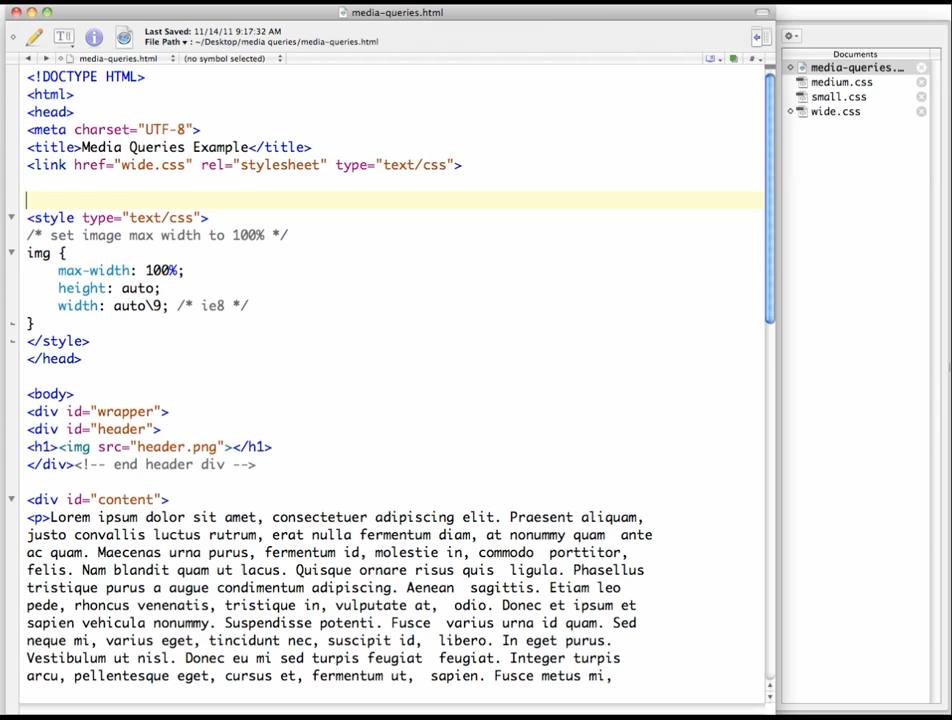 media-queries.html
Last Saved: 11/14/11 9:17:32 AM
File Path ▾ : ~/Desktop/media queries/media-queries.html
media-queries.html (no symbol selected)
Documents
media-queries....
medium.css
small.css
wide.css
<!DOCTYPE HTML>
<html>
<head>
<meta charset="UTF-8">
<title>Media Queries Example</title>
<link href="wide.css" rel="stylesheet" type="text/css">
<style type="text/css">
/* set image max width to 100% */
img {
max-width: 100%;
height: auto;
width: auto\9; /* ie8 */
}
</style>
</head>
<body>
<div id="wrapper">
<div id="header">
<h1><img src="header.png"></h1>
</div><!-- end header div -->
<div id="content">
<p>Lorem ipsum dolor sit amet, consectetuer adipiscing elit. Praesent aliquam,
justo convallis luctus rutrum, erat nulla fermentum diam, at nonummy quam  ante
ac quam. Maecenas urna purus, fermentum id, molestie in, commodo  porttitor,
felis. Nam blandit quam ut lacus. Quisque ornare risus quis  ligula. Phasellus
tristique purus a augue condimentum adipiscing. Aenean  sagittis. Etiam leo
pede, rhoncus venenatis, tristique in, vulputate at,  odio. Donec et ipsum et
sapien vehicula nonummy. Suspendisse potenti. Fusce  varius urna id quam. Sed
neque mi, varius eget, tincidunt nec, suscipit id,  libero. In eget purus.
Vestibulum ut nisl. Donec eu mi sed turpis feugiat  feugiat. Integer turpis
arcu, pellentesque eget, cursus et, fermentum ut,  sapien. Fusce metus mi,